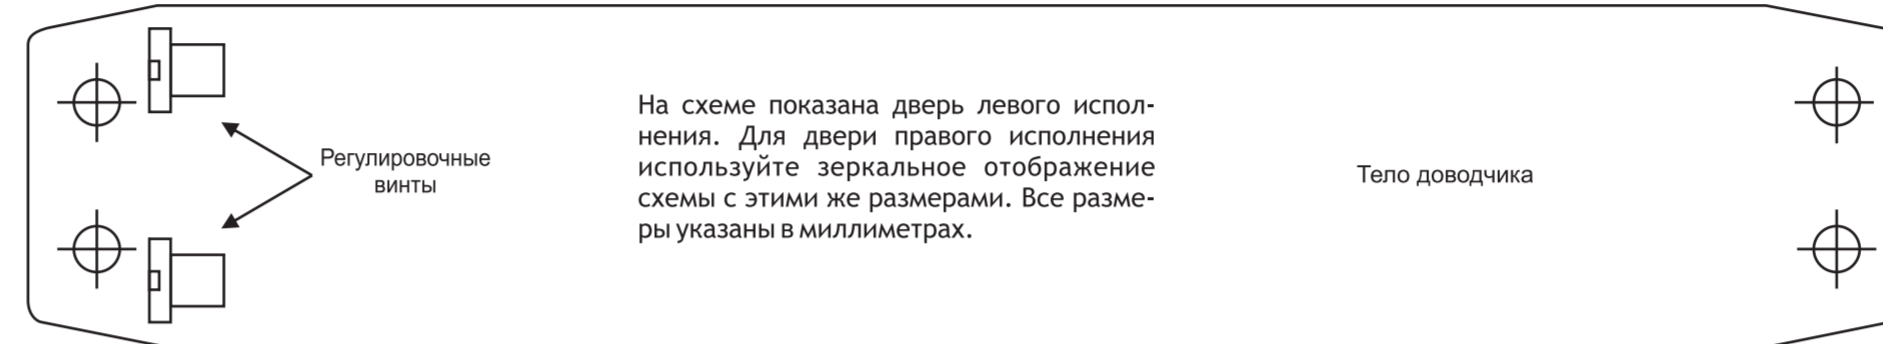 Регулировочные
винты
На схеме показана дверь левого испол-
нения. Для двери правого исполнения
используйте зеркальное отображение
схемы с этими же размерами. Все разме-
ры указаны в миллиметрах.
Тело доводчика